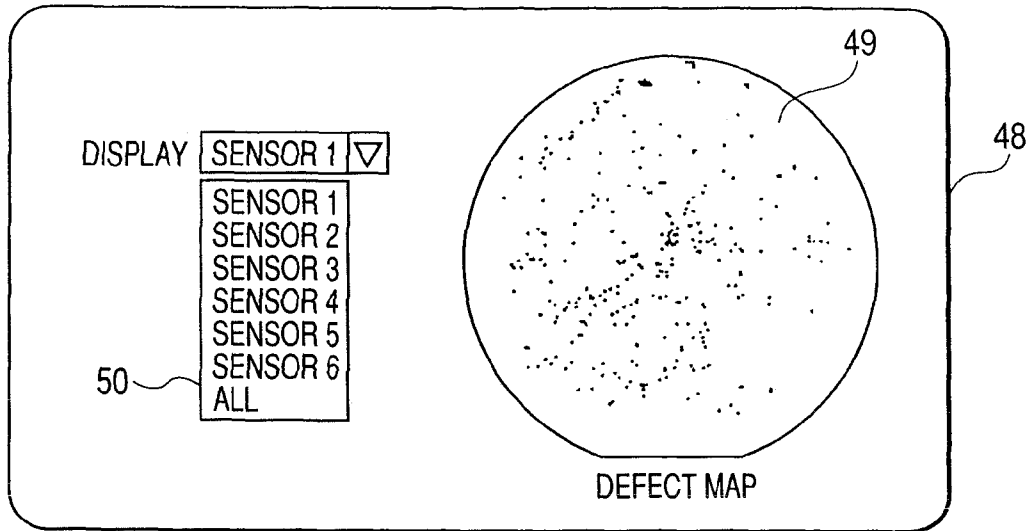 49
48
DISPLAY SENSOR 1
SENSOR 1
SENSOR 2
SENSOR 3
SENSOR 4
SENSOR 5
SENSOR 6
50
ALL
DEFECT MAP